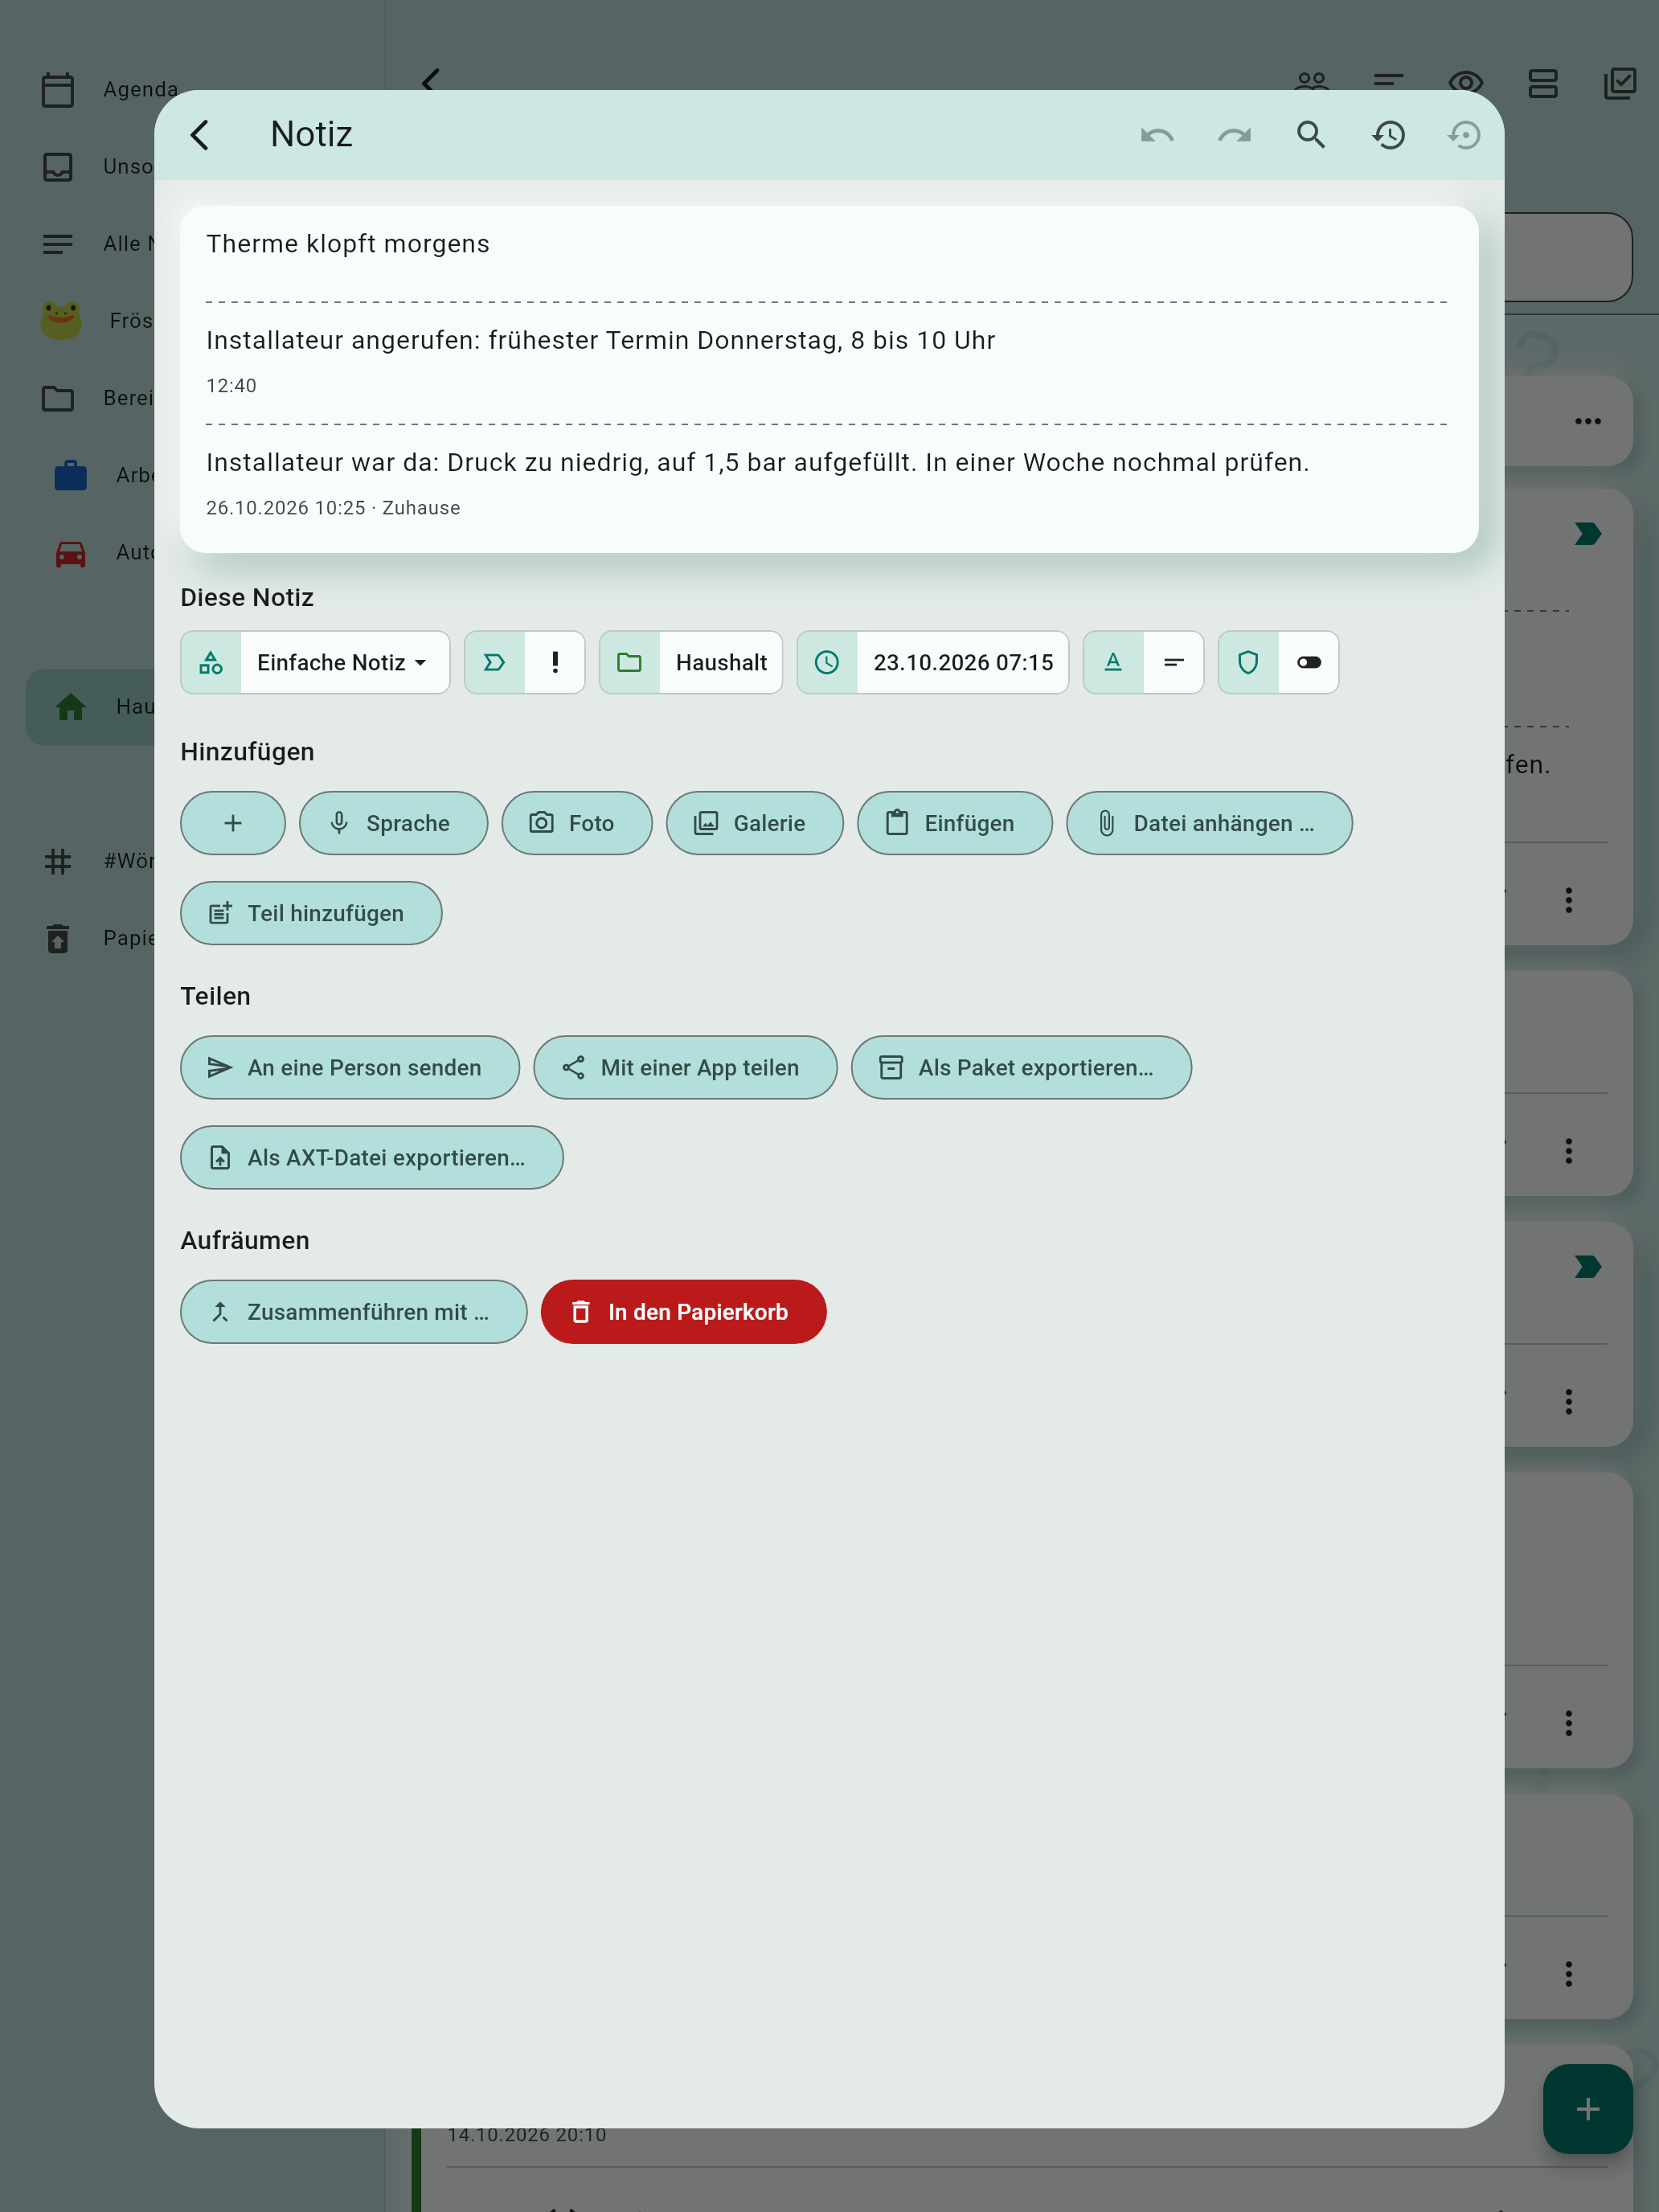 Agenda
Notiz
Therme klopft morgens
Installateur angerufen: frühester Termin Donnerstag, 8 bis 10 Uhr
12:40
Installateur war da: Druck zu niedrig, auf 1,5 bar aufgefüllt. In einer Woche nochmal prüfen.
26.10.2026 10:25 · Zuhause
Diese Notiz
Einfache Notiz
Haushalt
23.10.2026 07:15
Hinzufügen
Sprache
Foto
Galerie
Einfügen
Datei anhängen ...
Teil hinzufügen
Teilen
An eine Person senden
Mit einer App teilen
Als Paket exportieren...
Als AXT-Datei exportieren...
Aufräumen
Zusammenführen mit ...
In den Papierkorb
14.10.2026 20:10